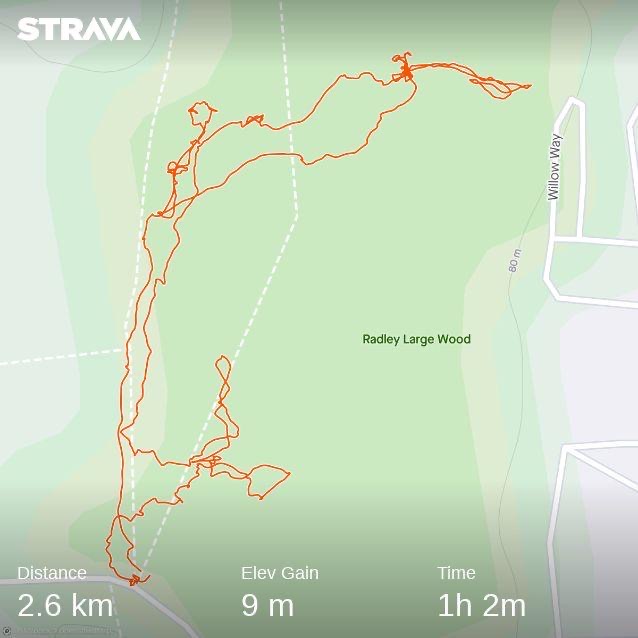 STRAVA
Willow Way
80 m
Radley Large Wood
Distance
Elev Gain
Time
2.6 km
9 m
1h 2m